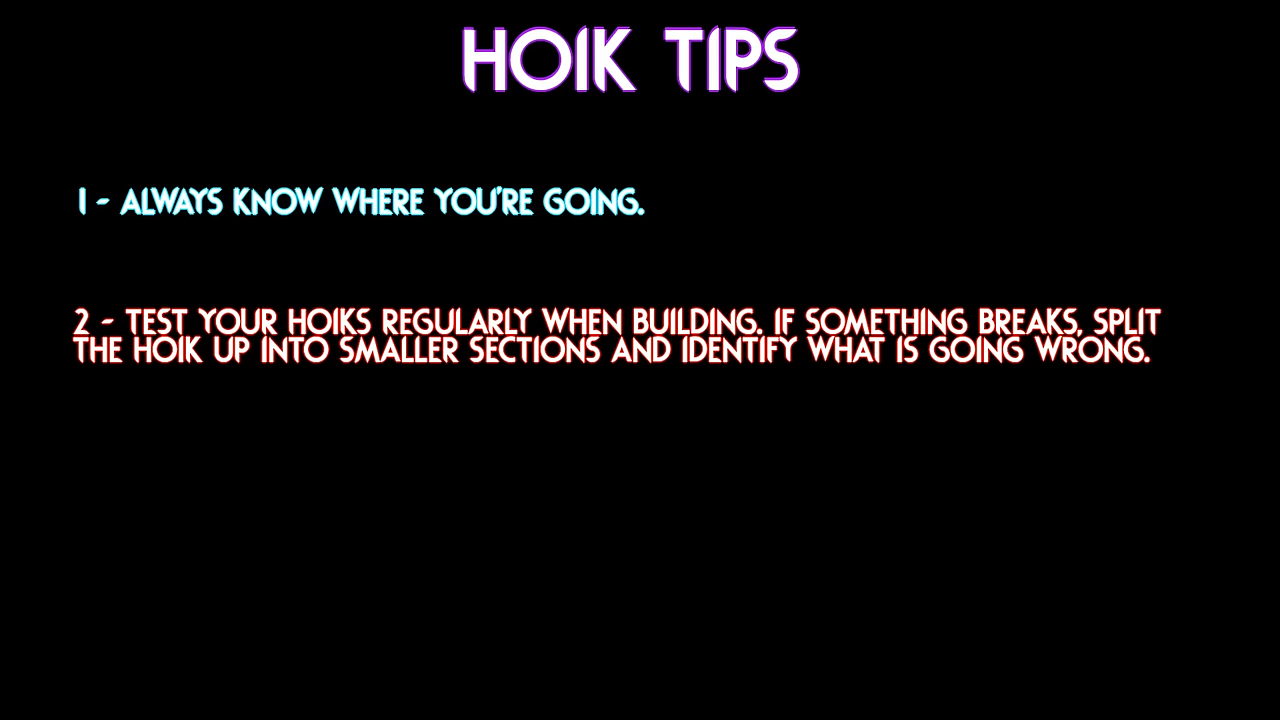 HOIK TIPS
1 - ALWAYS KNOW WHERE YOU'RE GOING.
2 - TEST YOUR HOIKS REGULARLY WHEN BUILDING. IF SOMETHING BREAKS, SPLIT
THE HOIK UP INTO SMALLER SECTIONS AND IDENTIFY WHAT IS GOING WRONG.